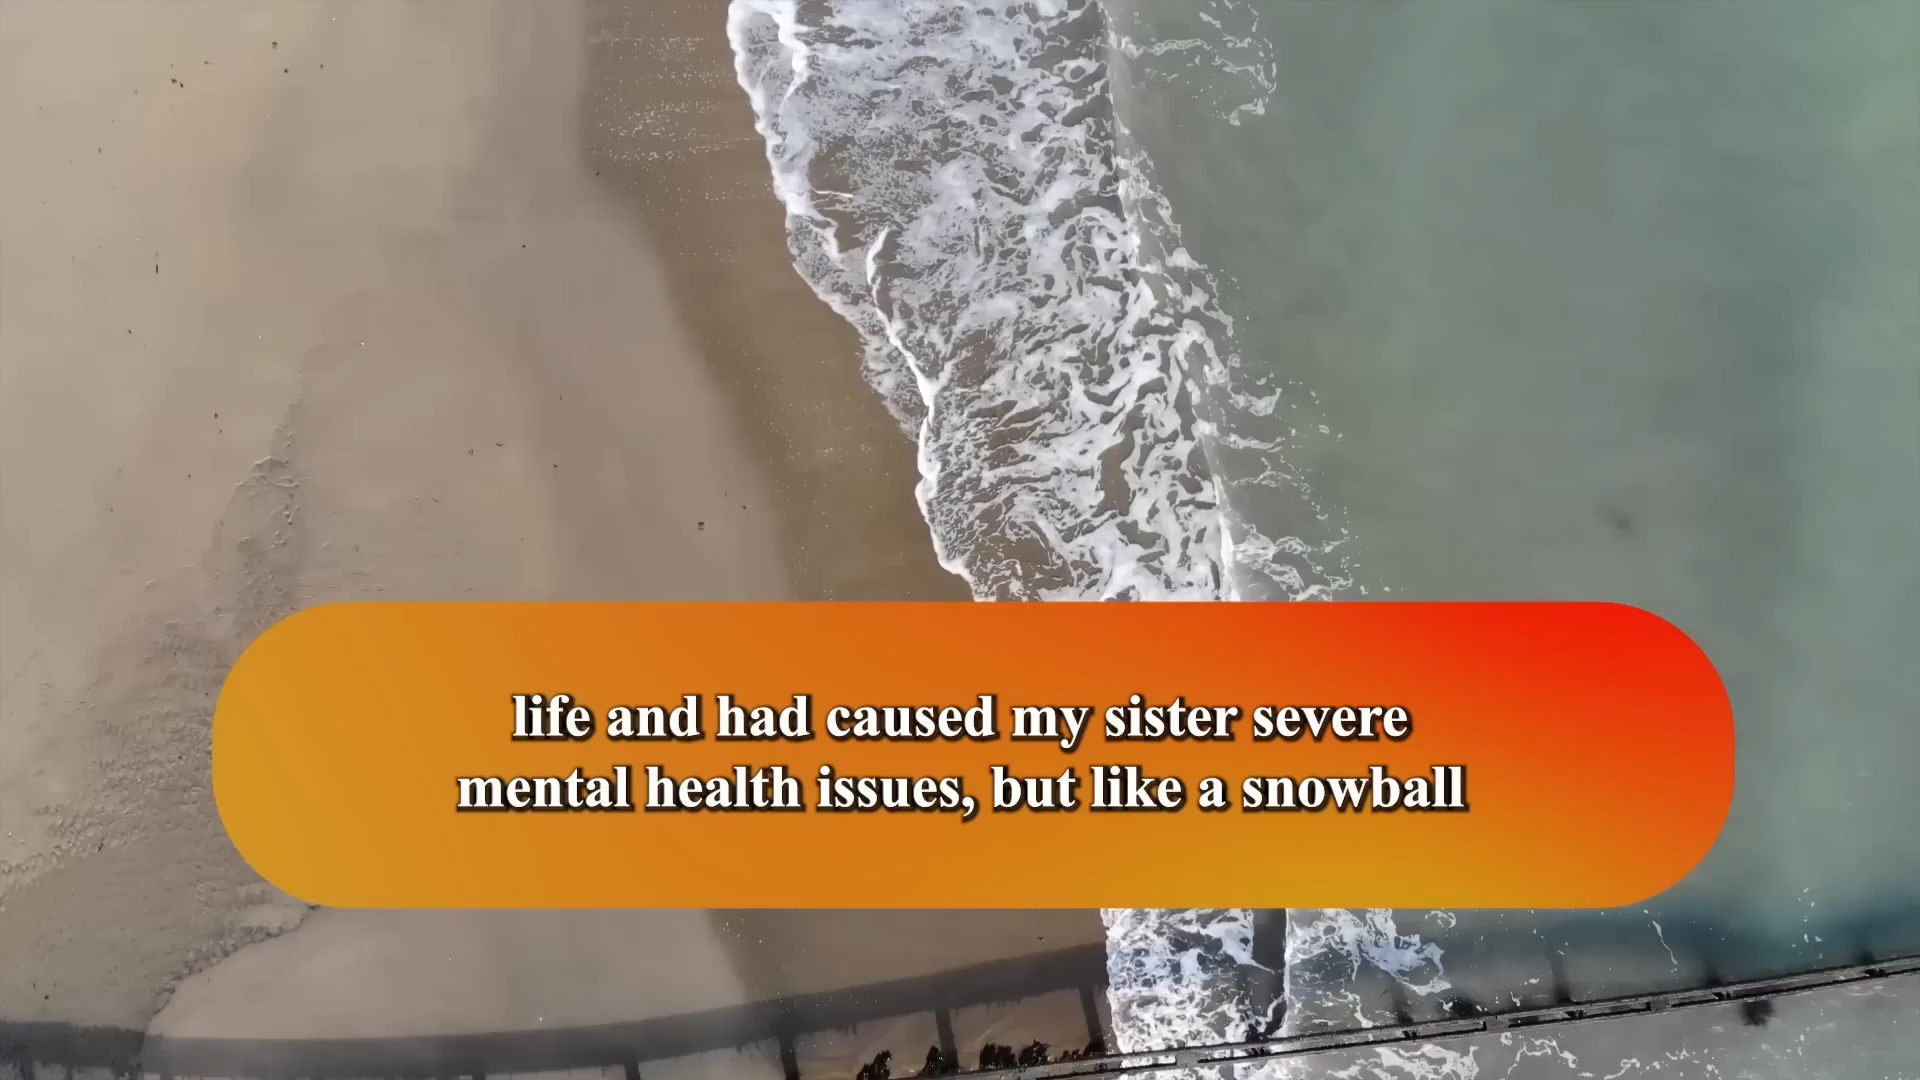 life and had caused my sister severe
mental health issues, but like a snowball